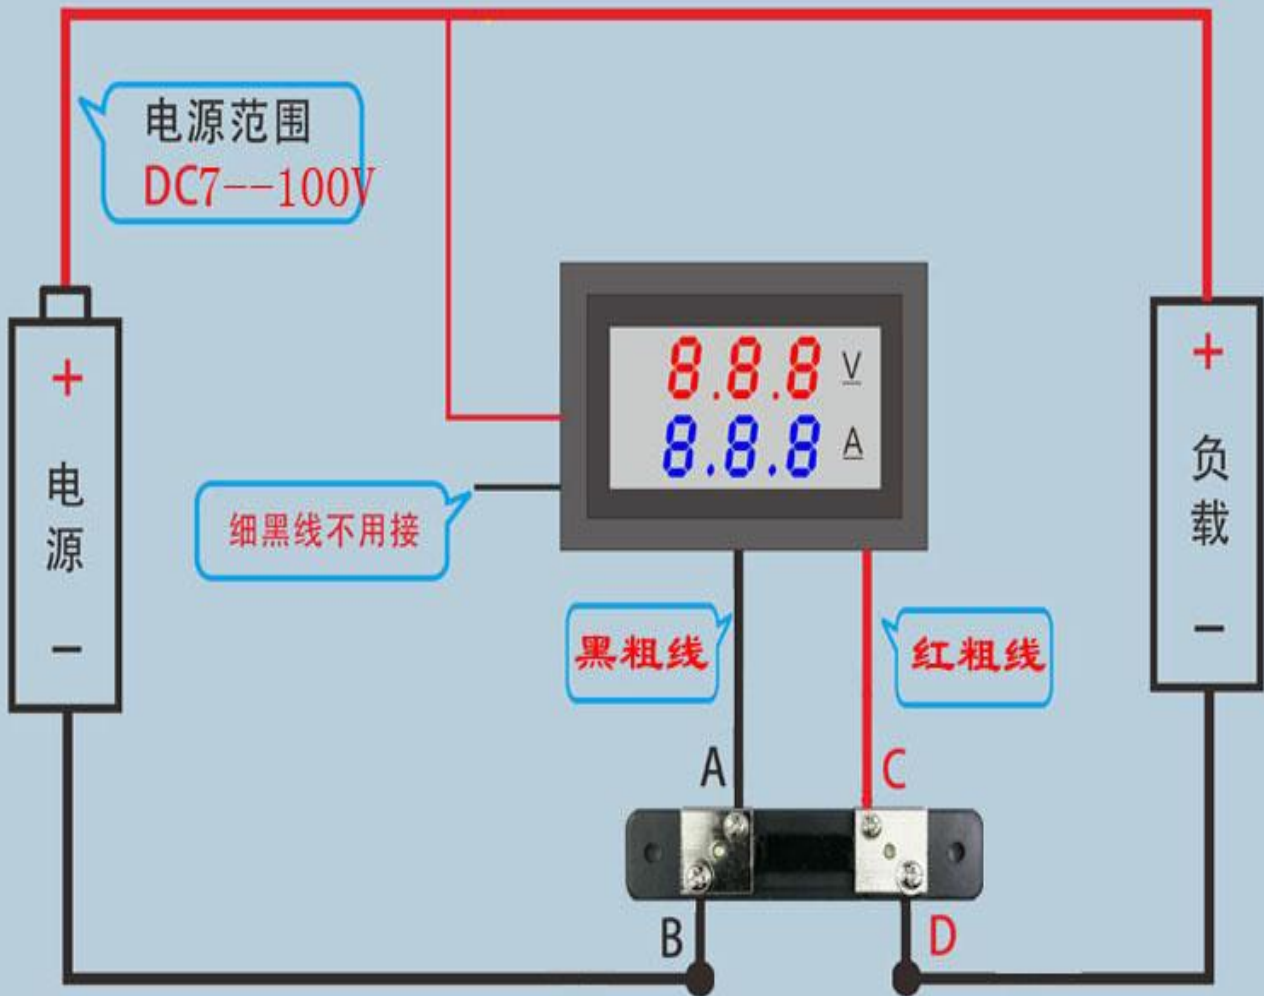 电源范围
DC7--100V
+
电源
-
8.8.8 V
8.8.8 A
细黑线不用接
黑粗线
红粗线
+
负载
-
A
C
B
D